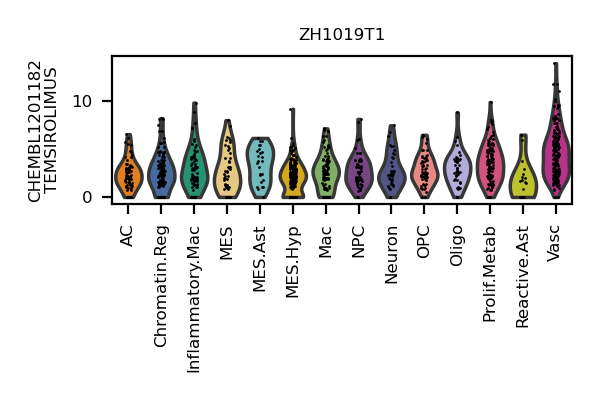 ZH1019T1
CHEMBL1201182
TEMSIROLIMUS
10
0
AC
Chromatin.Reg
Inflammatory.Mac
MES
MES.Ast
MES.Hyp
Mac
NPC
Neuron
OPC
Oligo
Prolif.Metab
Reactive.Ast
Vasc